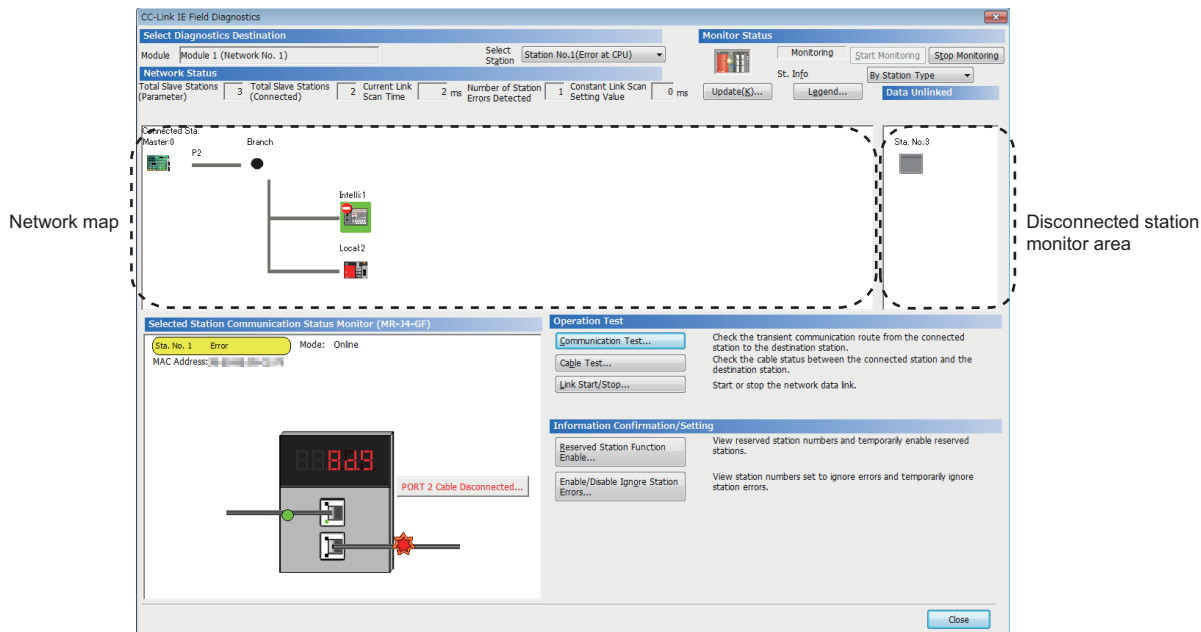 CC-Link IE Field Diagnostics
Select Diagnostics Destination
Monitor Status
Module Module 1 (Network No. 1)
Select Station
Station No.1(Error at CPU)
Monitoring
Start Monitoring
Stop Monitoring
Network Status
St. Info
By Station Type
Total Slave Stations (Parameter) 3
Total Slave Stations (Connected) 2
Current Link Scan Time 2 ms
Number of Station Errors Detected 1
Constant Link Scan Setting Value 0 ms
Update(K)...
Legend...
Data Unlinked
Connected Sta.
Master:0
P2
Branch
Sta. No.:3
Intelli:1
Local:2
Network map
Disconnected station
monitor area
Selected Station Communication Status Monitor (MR-J4-GF)
Sta. No. 1 Error
Mode: Online
MAC Address:
8.8.8d.9
PORT 2 Cable Disconnected...
Operation Test
Communication Test...
Check the transient communication route from the connected
station to the destination station.
Cable Test...
Check the cable status between the connected station and the
destination station.
Link Start/Stop...
Start or stop the network data link.
Information Confirmation/Setting
Reserved Station Function
Enable...
View reserved station numbers and temporarily enable reserved
stations.
Enable/Disable Ignore Station
Errors...
View station numbers set to ignore errors and temporarily ignore
station errors.
Close